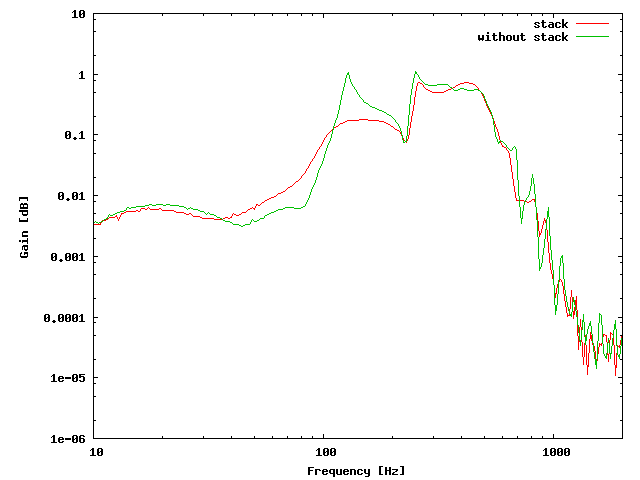 10
stack
without stack
1
0.1
0.01
0.001
0.0001
1e-05
1e-06
Gain [dB]
10
100
1000
Frequency [Hz]